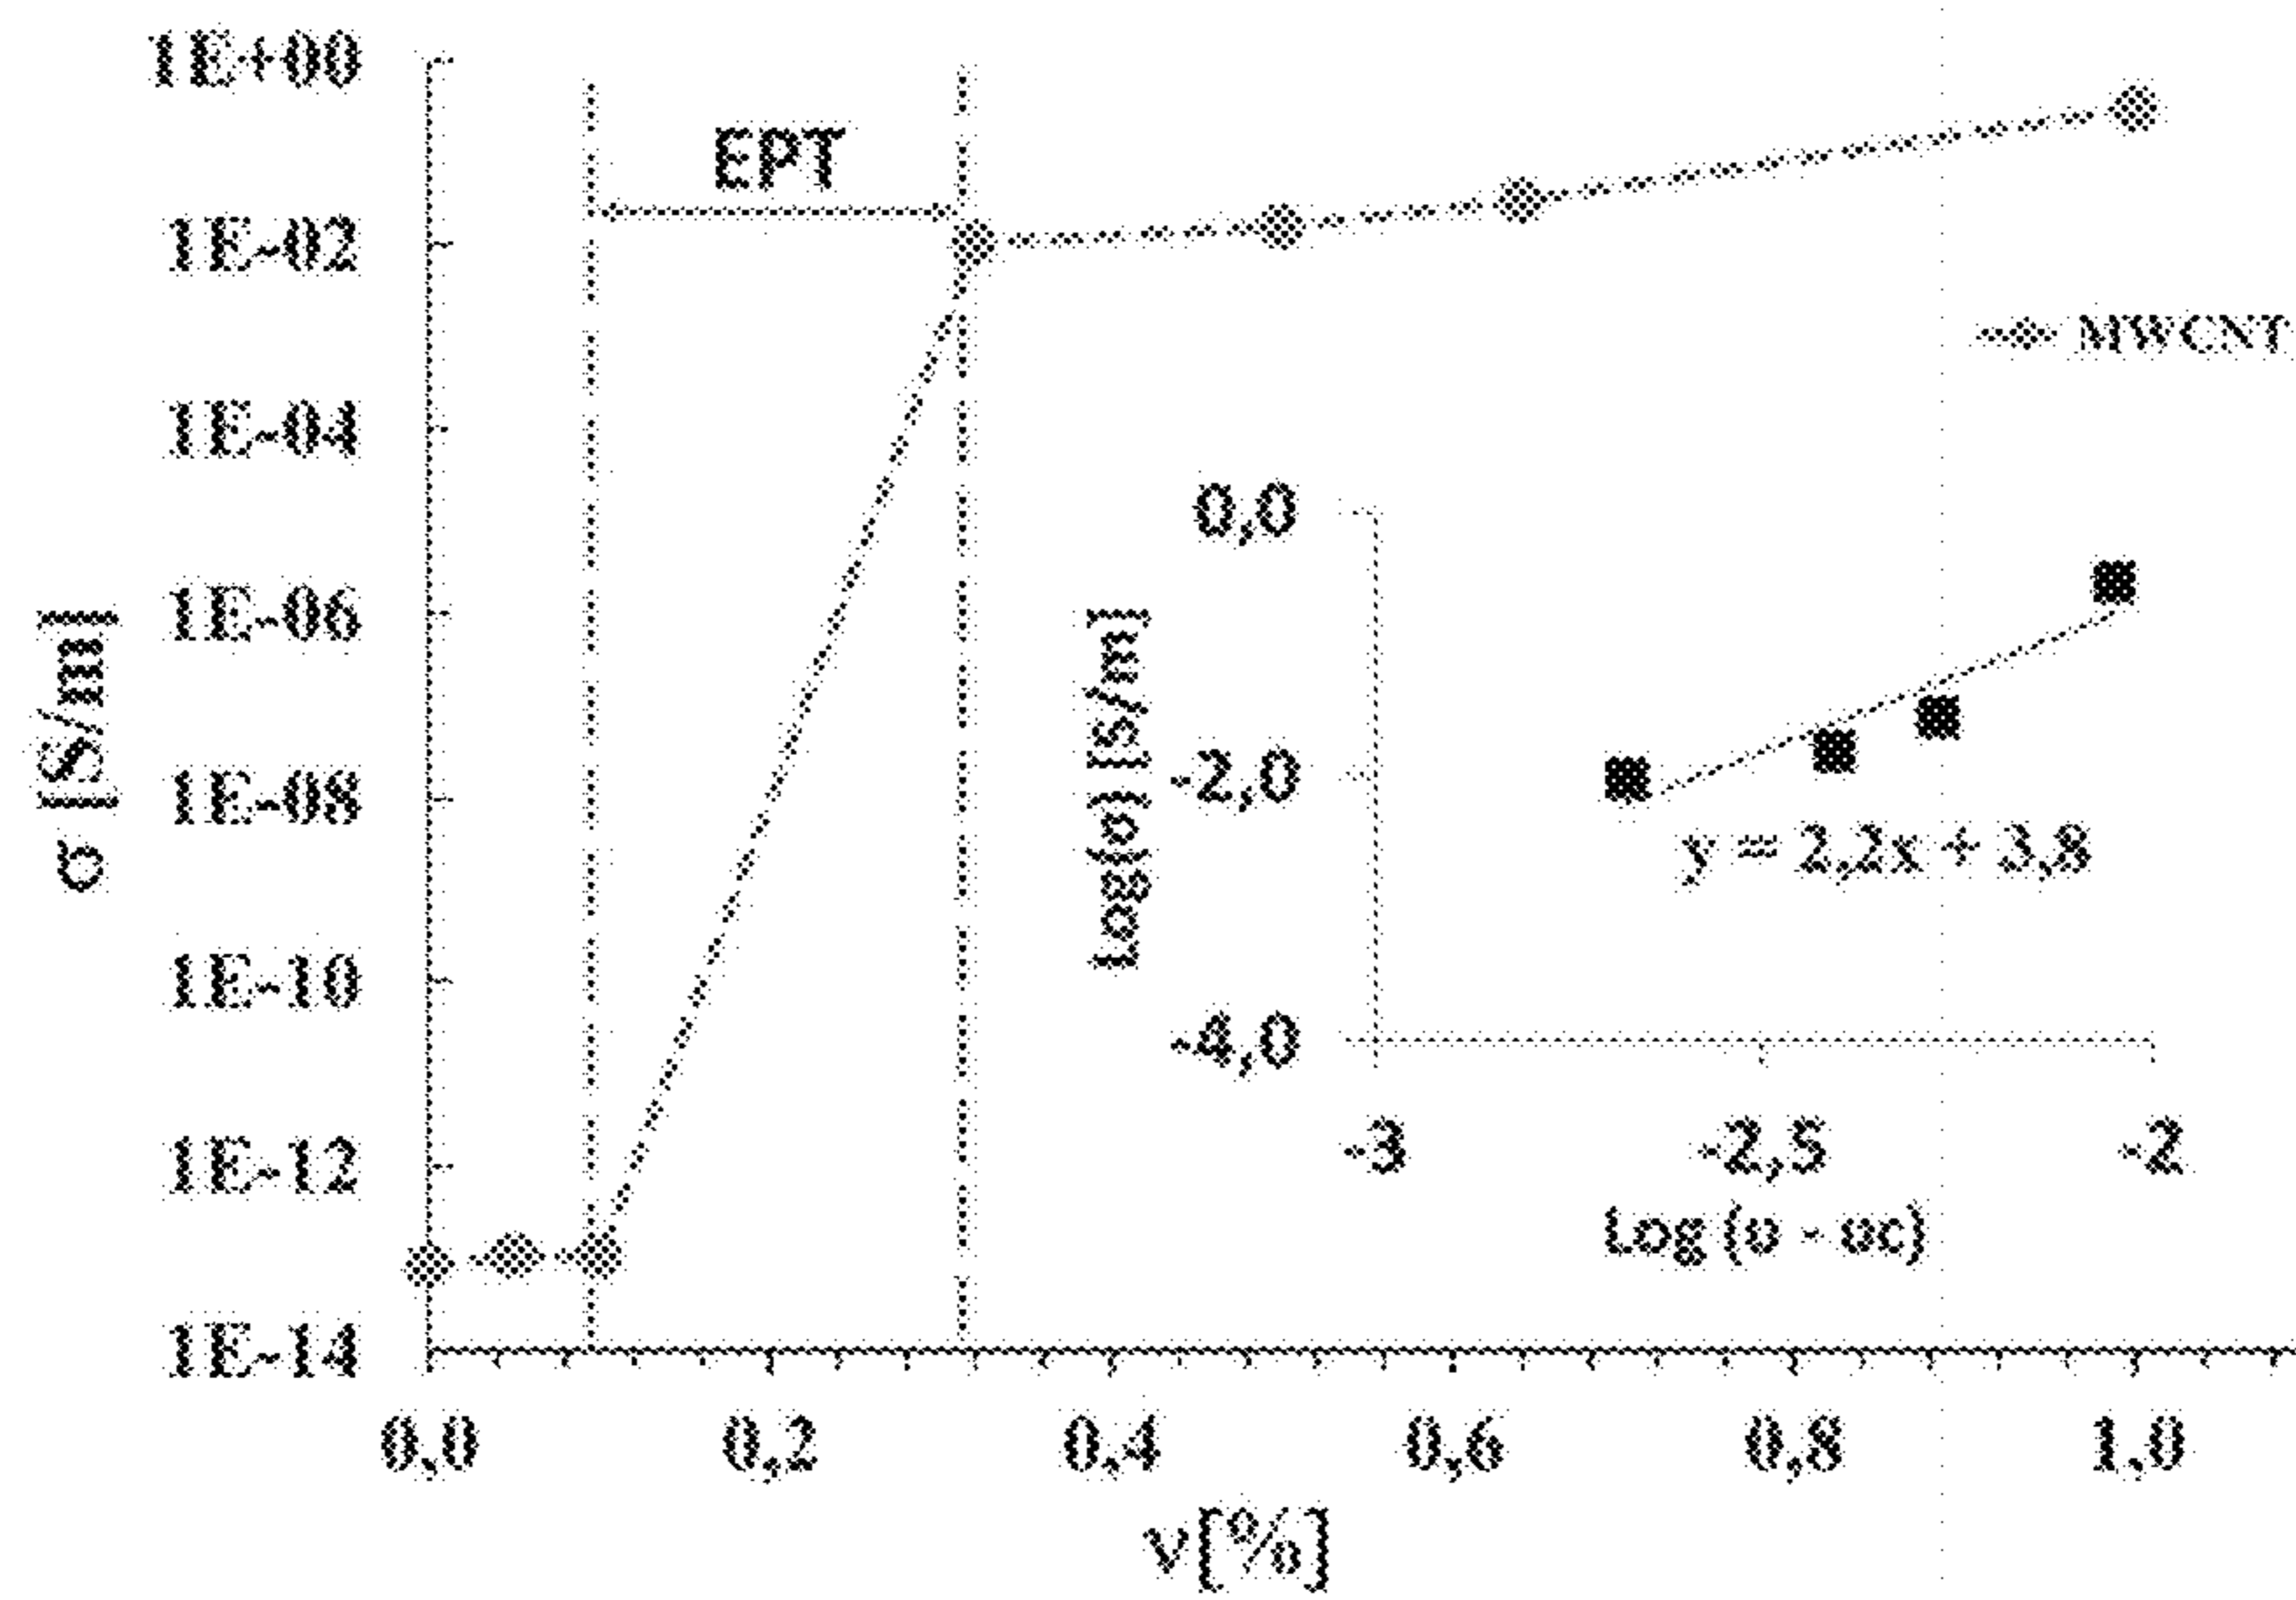 1E+00
EPT
1E-02
MWCNT
1E-04
0,0
1E-06
σ [S/m]
Log(σ) [S/m]
-2,0
1E-08
y = 2,2x + 3,8
1E-10
-4,0
-3
-2,5
-2
1E-12
Log (υ - υc)
1E-14
0,0
0,2
0,4
0,6
0,8
1,0
v[%]